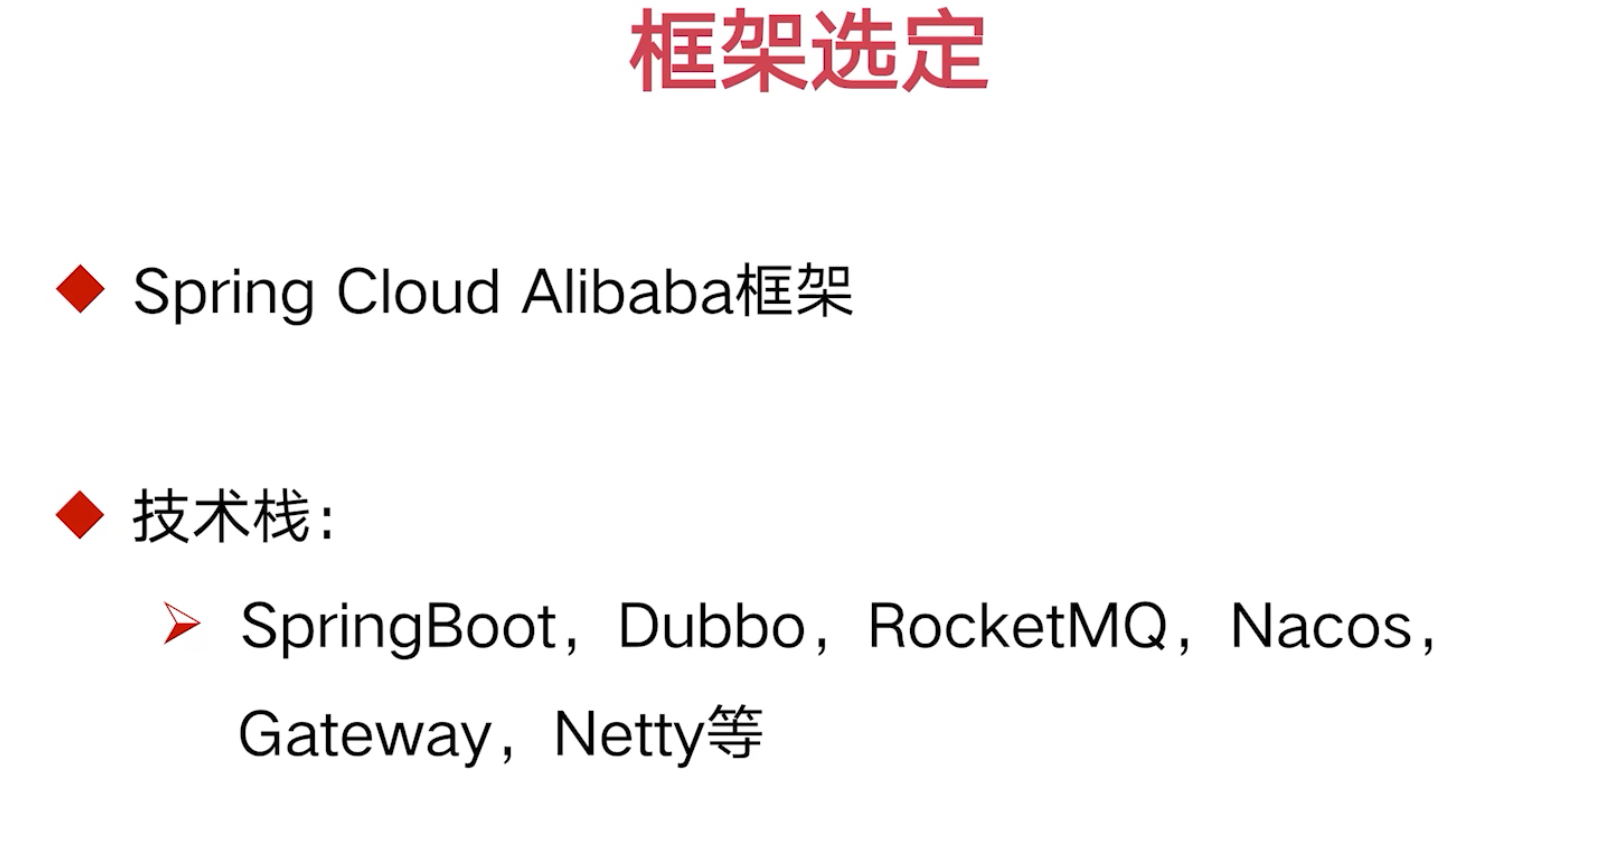 框架选定
Spring Cloud Alibaba框架
技术栈：
SpringBoot，Dubbo，RocketMQ，Nacos，
Gateway，Netty等